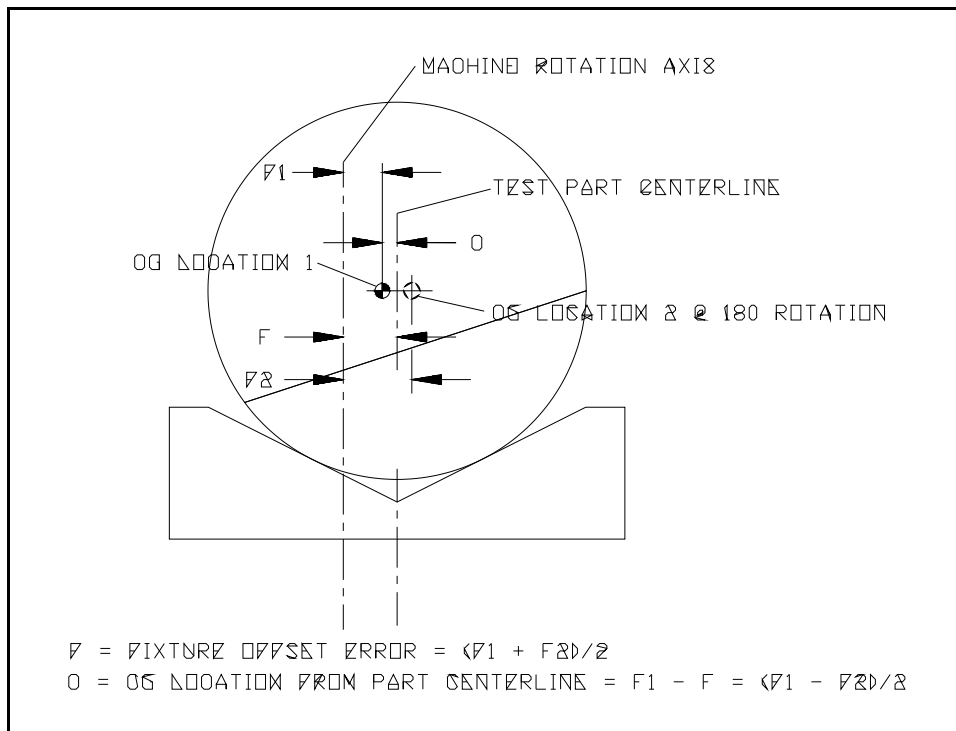 MACHINE ROTATION AXIS
F1
TEST PART CENTERLINE
C
CG LOCATION 1
CG LOCATION 2 @ 180 ROTATION
F
F2
F = FIXTURE OFFSET ERROR = (F1 + F2)/2
C = CG LOCATION FROM PART CENTERLINE = F1 - F = (F1 - F2)/2